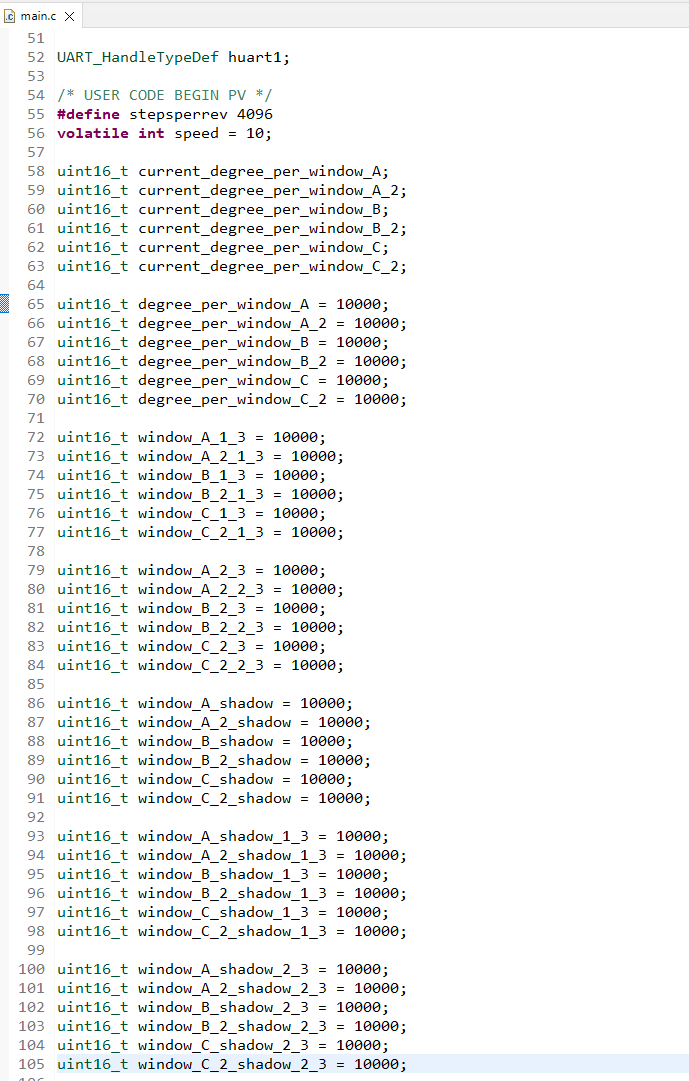 main.c
51
52 UART_HandleTypeDef huart1;
53
54 /* USER CODE BEGIN PV */
55 #define stepsperrev 4096
56 volatile int speed = 10;
57
58 uint16_t current_degree_per_window_A;
59 uint16_t current_degree_per_window_A_2;
60 uint16_t current_degree_per_window_B;
61 uint16_t current_degree_per_window_B_2;
62 uint16_t current_degree_per_window_C;
63 uint16_t current_degree_per_window_C_2;
64
65 uint16_t degree_per_window_A = 10000;
66 uint16_t degree_per_window_A_2 = 10000;
67 uint16_t degree_per_window_B = 10000;
68 uint16_t degree_per_window_B_2 = 10000;
69 uint16_t degree_per_window_C = 10000;
70 uint16_t degree_per_window_C_2 = 10000;
71
72 uint16_t window_A_1_3 = 10000;
73 uint16_t window_A_2_1_3 = 10000;
74 uint16_t window_B_1_3 = 10000;
75 uint16_t window_B_2_1_3 = 10000;
76 uint16_t window_C_1_3 = 10000;
77 uint16_t window_C_2_1_3 = 10000;
78
79 uint16_t window_A_2_3 = 10000;
80 uint16_t window_A_2_2_3 = 10000;
81 uint16_t window_B_2_3 = 10000;
82 uint16_t window_B_2_2_3 = 10000;
83 uint16_t window_C_2_3 = 10000;
84 uint16_t window_C_2_2_3 = 10000;
85
86 uint16_t window_A_shadow = 10000;
87 uint16_t window_A_2_shadow = 10000;
88 uint16_t window_B_shadow = 10000;
89 uint16_t window_B_2_shadow = 10000;
90 uint16_t window_C_shadow = 10000;
91 uint16_t window_C_2_shadow = 10000;
92
93 uint16_t window_A_shadow_1_3 = 10000;
94 uint16_t window_A_2_shadow_1_3 = 10000;
95 uint16_t window_B_shadow_1_3 = 10000;
96 uint16_t window_B_2_shadow_1_3 = 10000;
97 uint16_t window_C_shadow_1_3 = 10000;
98 uint16_t window_C_2_shadow_1_3 = 10000;
99
100 uint16_t window_A_shadow_2_3 = 10000;
101 uint16_t window_A_2_shadow_2_3 = 10000;
102 uint16_t window_B_shadow_2_3 = 10000;
103 uint16_t window_B_2_shadow_2_3 = 10000;
104 uint16_t window_C_shadow_2_3 = 10000;
105 uint16_t window_C_2_shadow_2_3 = 10000;